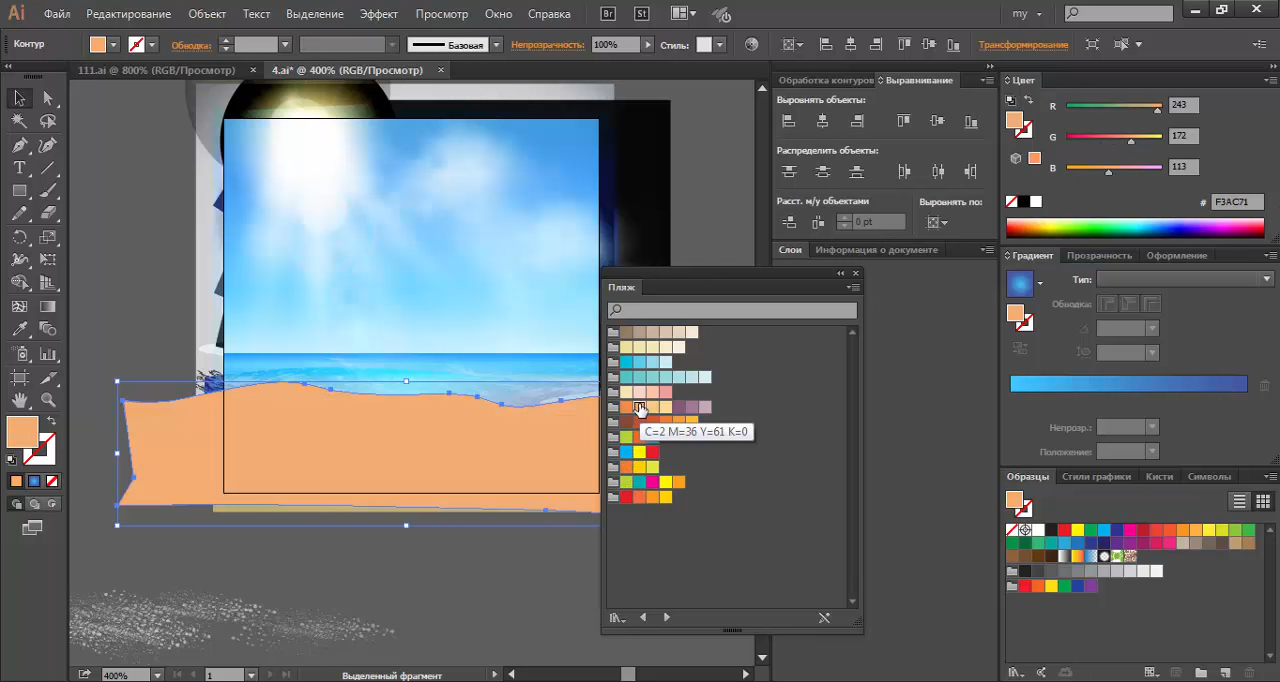 Ai Файл Редактирование Объект Текст Выделение Эффект Просмотр Окно Справка Br St my
Контур Обводка: Базовая Непрозрачность: 100% Стиль: Трансформирование
111.ai @ 800% (RGB/Просмотр) × 4.ai* @ 400% (RGB/Просмотр) ×
Обработка контуров Выравнивание
Выровнять объекты:
Распределить объекты:
Расст. м/у объектами Выровнять по:
0 pt
Слои Информация о документе
Цвет
R 243
G 172
B 113
# F3AC71
Градиент Прозрачность Оформление
Тип:
Обводка:
Непрозр.:
Положение:
Образцы Стили графики Кисти Символы
Пляж
C=2 M=36 Y=61 K=0
400% 1 Выделенный фрагмент